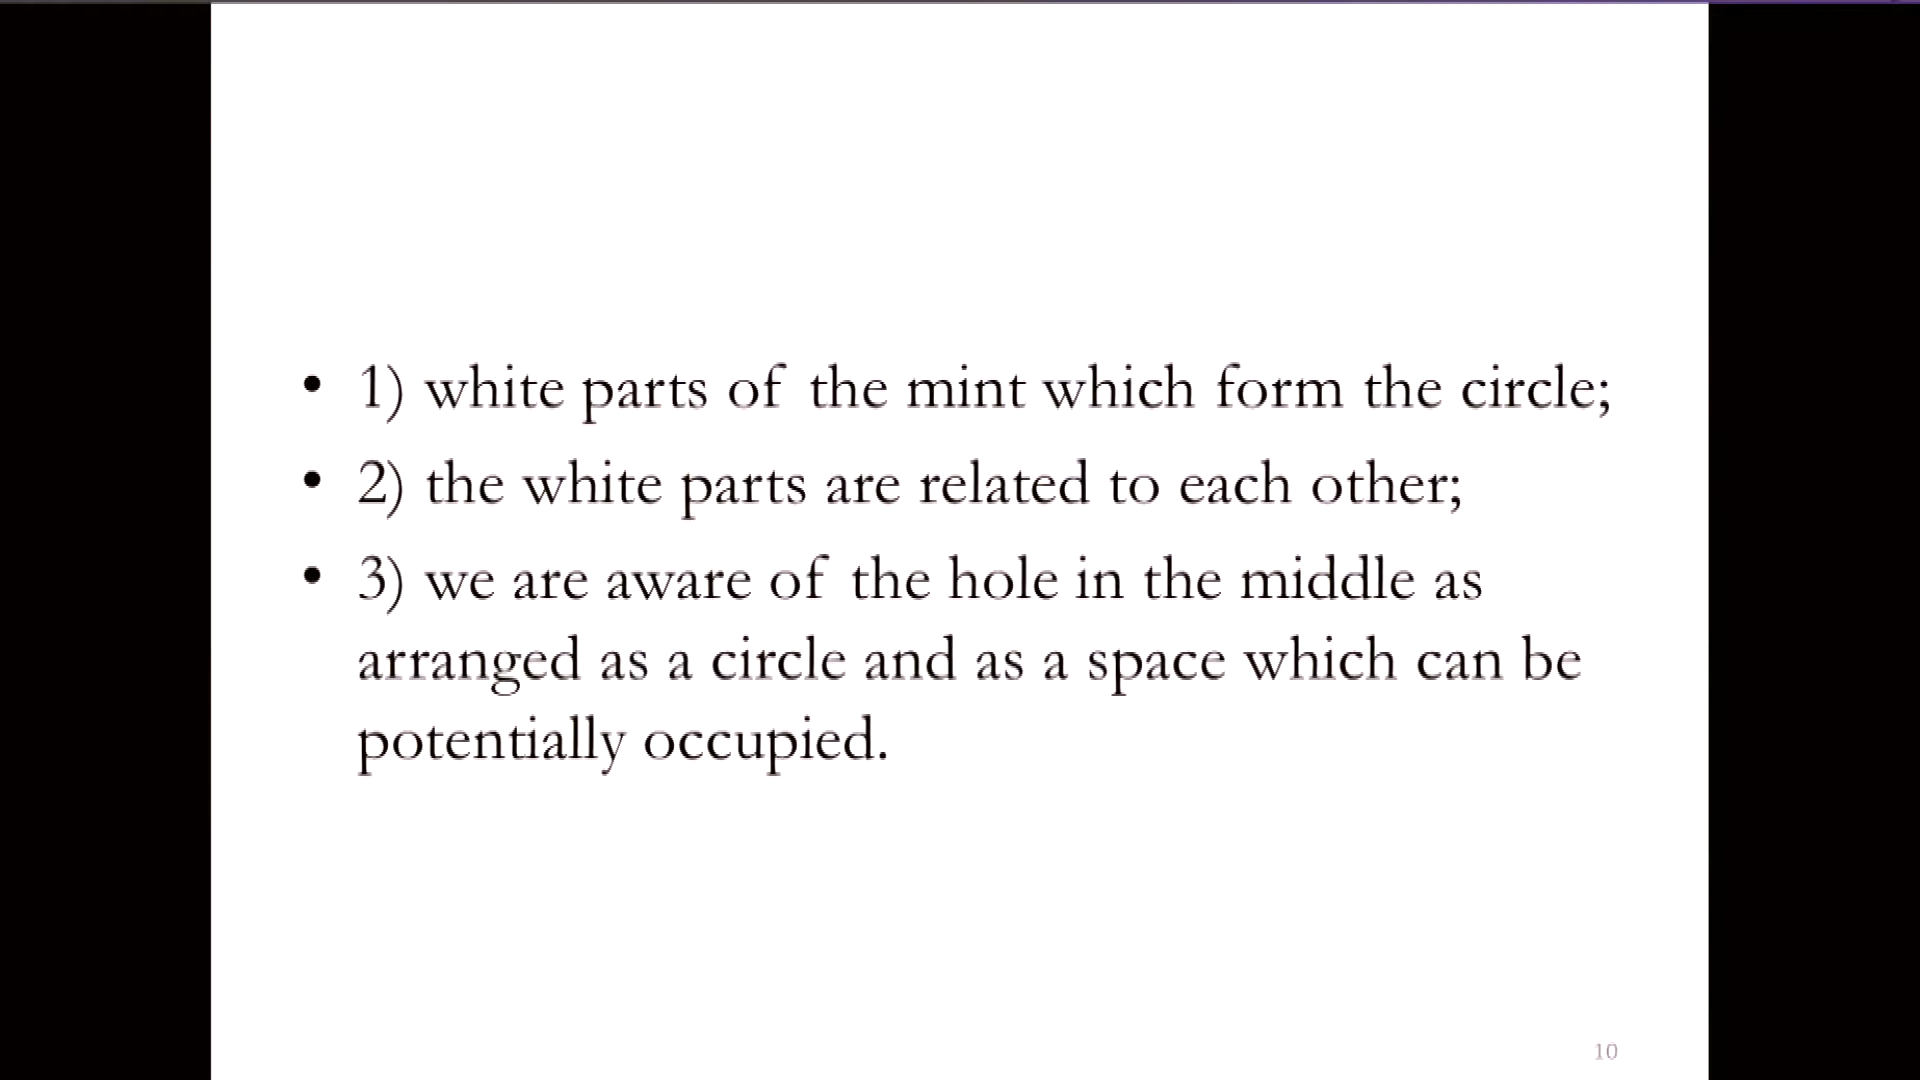 • 1) white parts of the mint which form the circle;
• 2) the white parts are related to each other;
• 3) we are aware of the hole in the middle as
arranged as a circle and as a space which can be
potentially occupied.
10